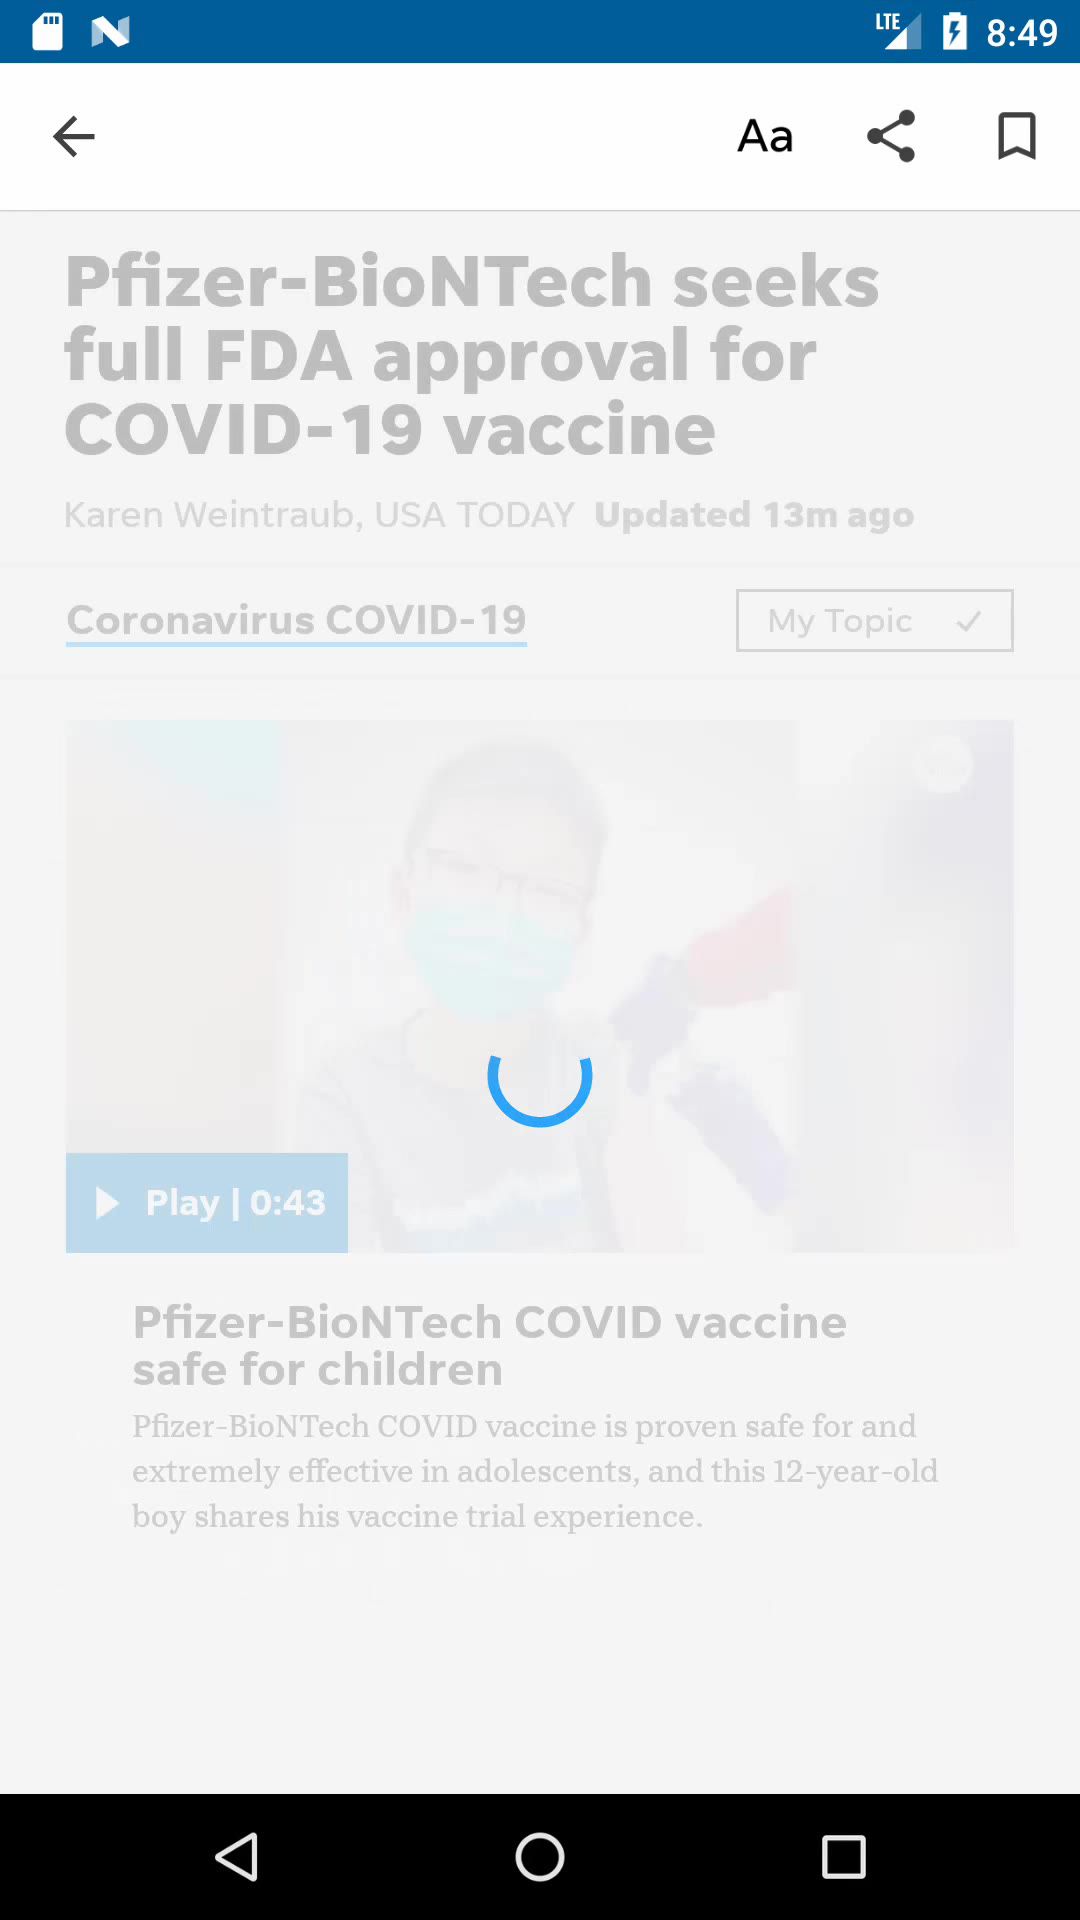 LTE 8:49
Aa
Pfizer-BioNTech seeks
full FDA approval for
COVID-19 vaccine
Karen Weintraub, USA TODAY Updated 13m ago
Coronavirus COVID-19 My Topic
Play | 0:43
Pfizer-BioNTech COVID vaccine
safe for children
Pfizer-BioNTech COVID vaccine is proven safe for and
extremely effective in adolescents, and this 12-year-old
boy shares his vaccine trial experience.